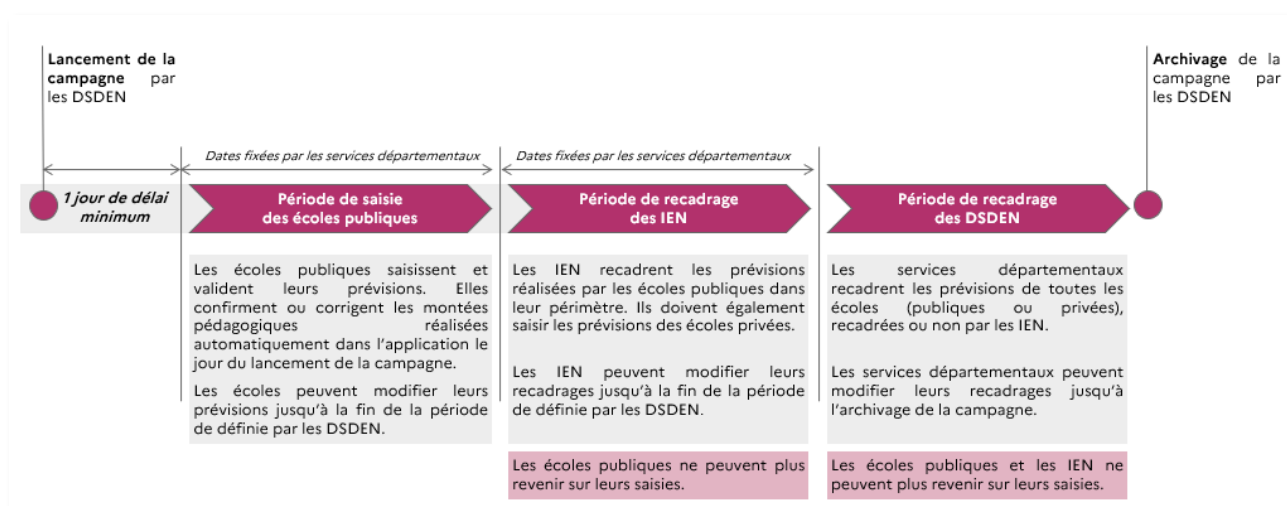 Lancement de la
campagne par
les DSDEN
Archivage de la
campagne par
les DSDEN
Dates fixées par les services départementaux
Dates fixées par les services départementaux
1 jour de délai
minimum
Période de saisie
des écoles publiques
Période de recadrage
des IEN
Période de recadrage
des DSDEN
Les écoles publiques saisissent et
valident leurs prévisions. Elles
confirment ou corrigent les montées
pédagogiques réalisées
automatiquement dans l'application le
jour du lancement de la campagne.
Les écoles peuvent modifier leurs
prévisions jusqu'à la fin de la période
de définie par les DSDEN.
Les IEN recadrent les prévisions
réalisées par les écoles publiques dans
leur périmètre. Ils doivent également
saisir les prévisions des écoles privées.
Les IEN peuvent modifier leurs
recadrages jusqu'à la fin de la période
de définie par les DSDEN.
Les écoles publiques ne peuvent plus
revenir sur leurs saisies.
Les services départementaux
recadrent les prévisions de toutes les
écoles (publiques ou privées),
recadrées ou non par les IEN.
Les services départementaux peuvent
modifier leurs recadrages jusqu'à
l'archivage de la campagne.
Les écoles publiques et les IEN ne
peuvent plus revenir sur leurs saisies.